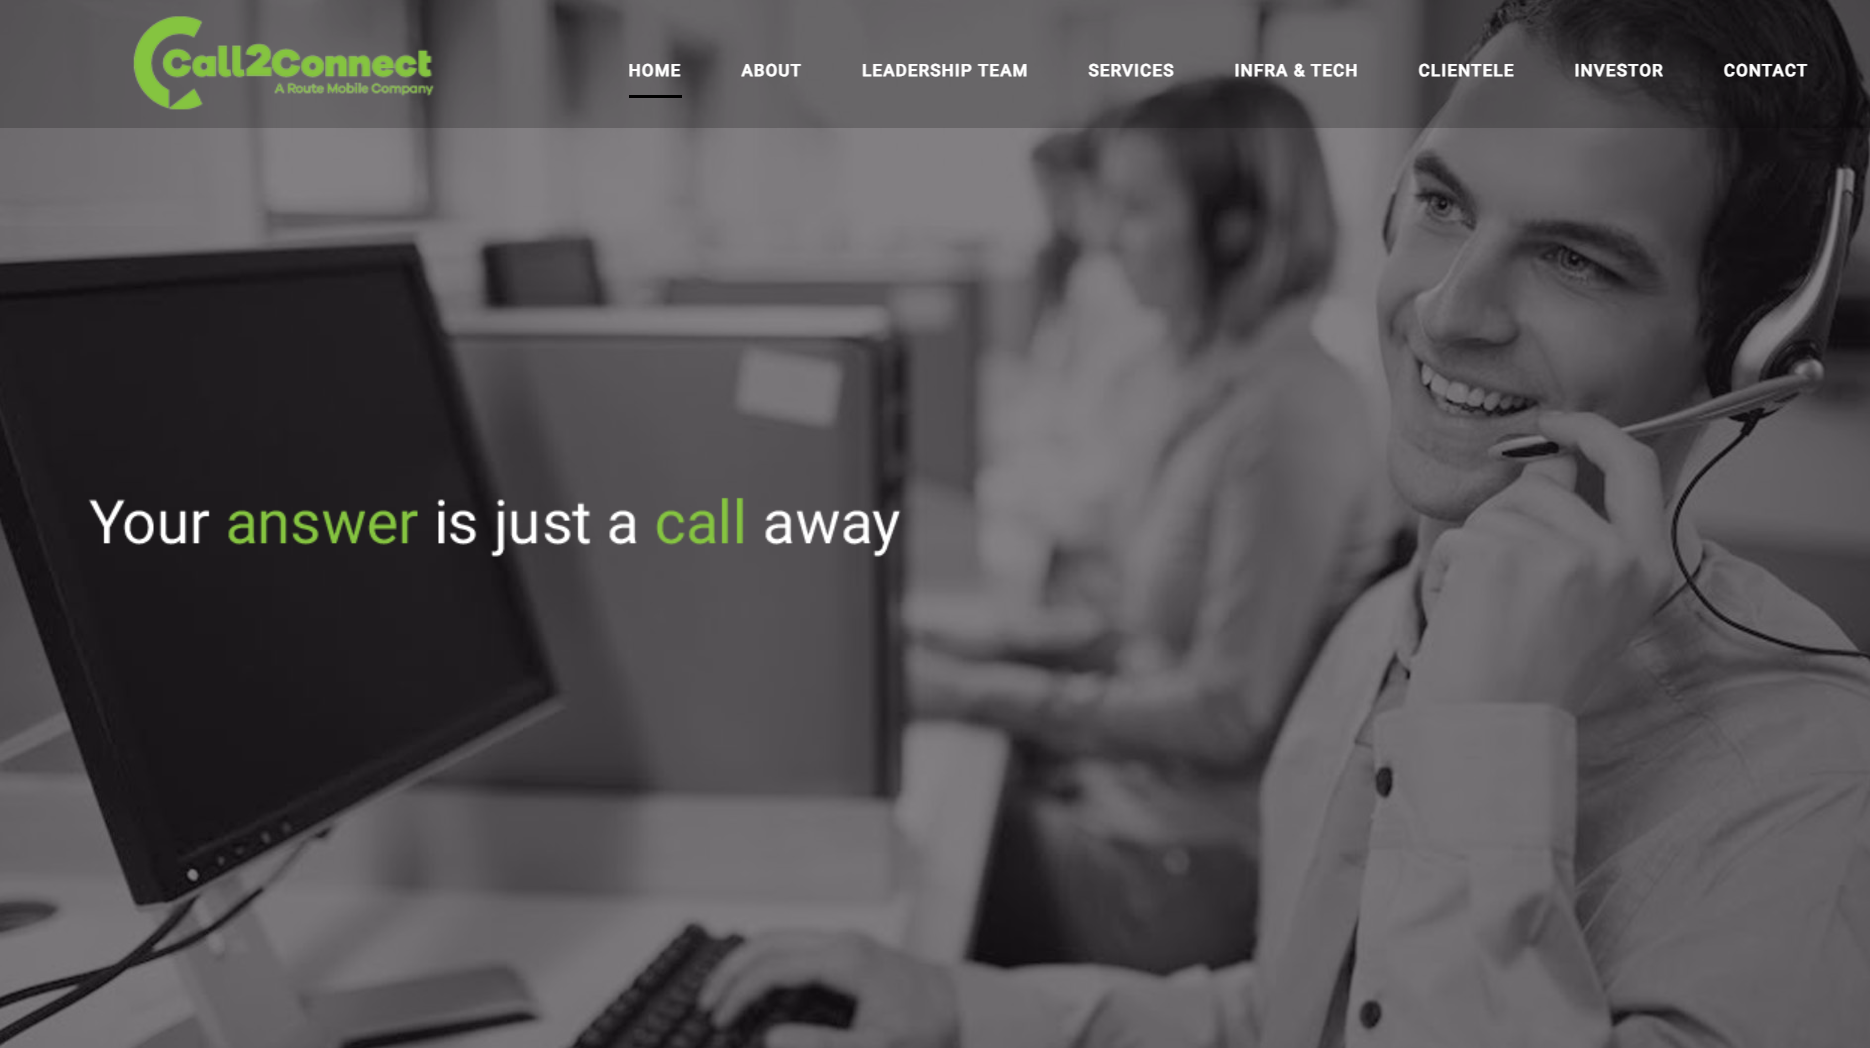 Call2Connect
A Route Mobile Company
HOME ABOUT LEADERSHIP TEAM SERVICES INFRA & TECH CLIENTELE INVESTOR CONTACT
Your answer is just a call away